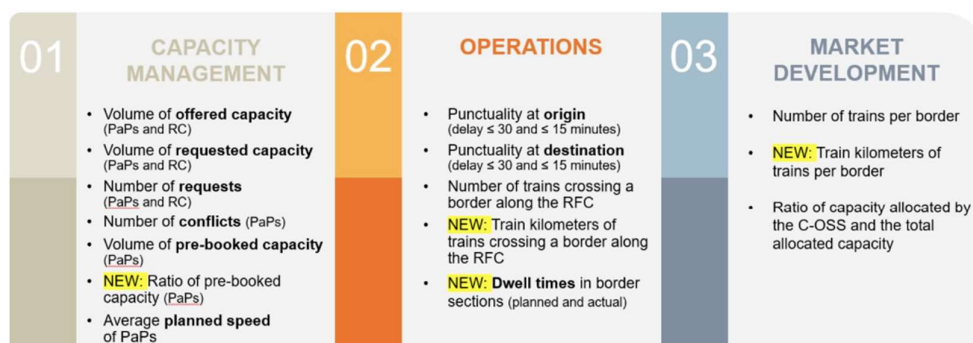 01
CAPACITY
MANAGEMENT
• Volume of offered capacity
(PaPs and RC)
• Volume of requested capacity
(PaPs and RC)
• Number of requests
(PaPs and RC)
• Number of conflicts (PaPs)
• Volume of pre-booked capacity
(PaPs)
• NEW: Ratio of pre-booked
capacity (PaPs)
• Average planned speed
of PaPs
02
OPERATIONS
• Punctuality at origin
(delay ≤ 30 and ≤ 15 minutes)
• Punctuality at destination
(delay ≤ 30 and ≤ 15 minutes)
• Number of trains crossing a
border along the RFC
• NEW: Train kilometers of
trains crossing a border along
the RFC
• NEW: Dwell times in border
sections (planned and actual)
03
MARKET
DEVELOPMENT
• Number of trains per border
• NEW: Train kilometers of
trains per border
• Ratio of capacity allocated by
the C-OSS and the total
allocated capacity